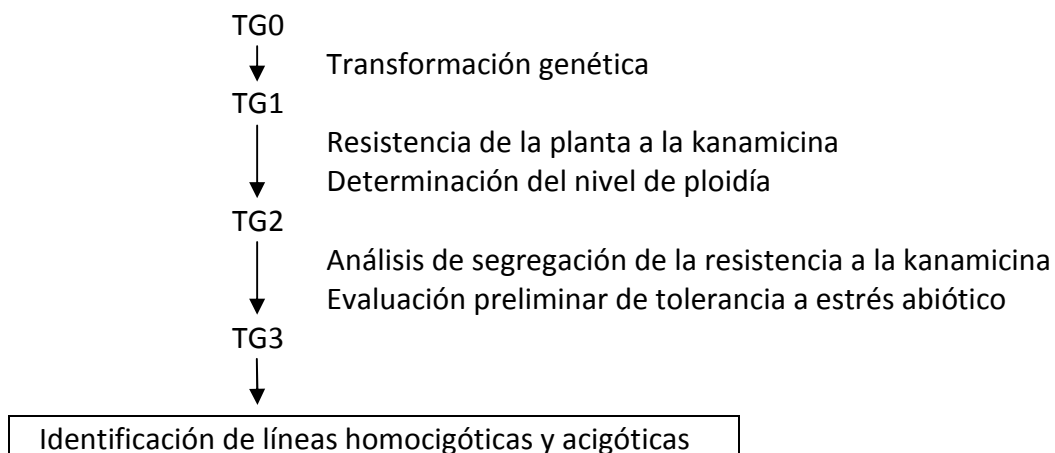 TG0
Transformación genética
TG1
Resistencia de la planta a la kanamicina
Determinación del nivel de ploidía
TG2
Análisis de segregación de la resistencia a la kanamicina
Evaluación preliminar de tolerancia a estrés abiótico
TG3
Identificación de líneas homocigóticas y acigóticas